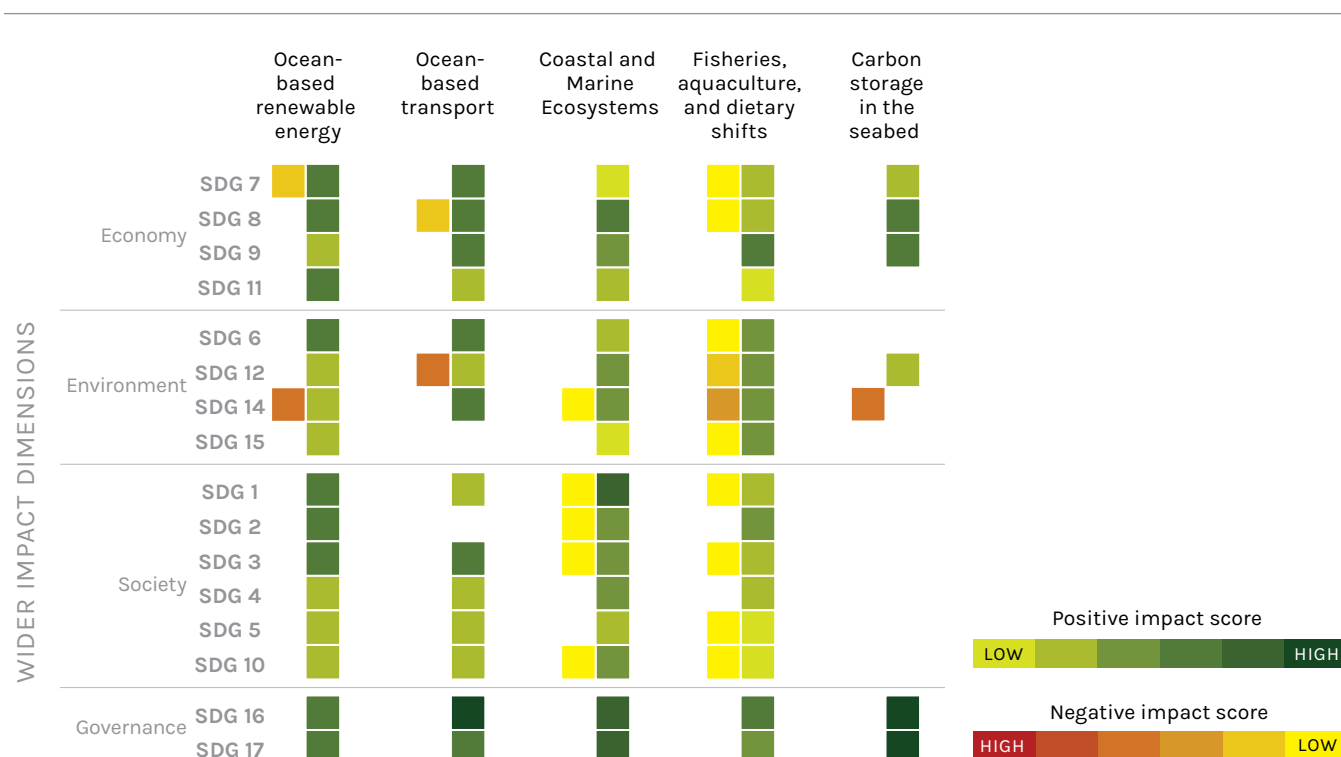 Ocean-
based
renewable
energy
Ocean-
based
transport
Coastal and
Marine
Ecosystems
Fisheries,
aquaculture,
and dietary
shifts
Carbon
storage
in the
seabed
WIDER IMPACT DIMENSIONS
Economy
SDG 7
SDG 8
SDG 9
SDG 11
Environment
SDG 6
SDG 12
SDG 14
SDG 15
Society
SDG 1
SDG 2
SDG 3
SDG 4
SDG 5
SDG 10
Governance
SDG 16
SDG 17
Positive impact score
LOW HIGH
Negative impact score
HIGH LOW